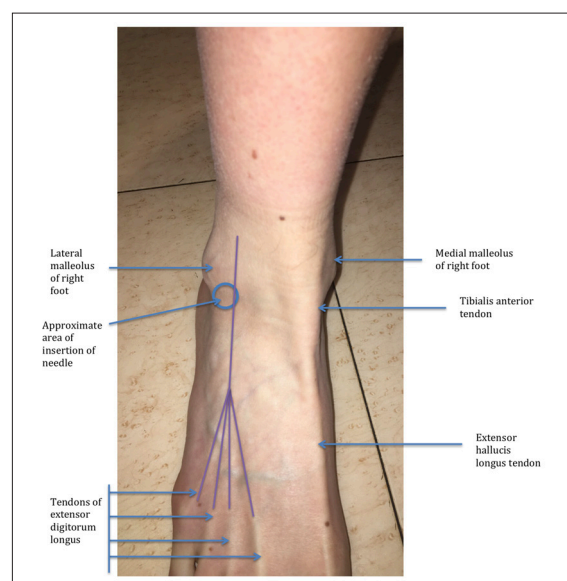 Lateral
malleolus
of right
foot
Approximate
area of
insertion of
needle
Tendons of
extensor
digitorum
longus
Medial malleolus
of right foot
Tibialis anterior
tendon
Extensor
hallucis
longus tendon